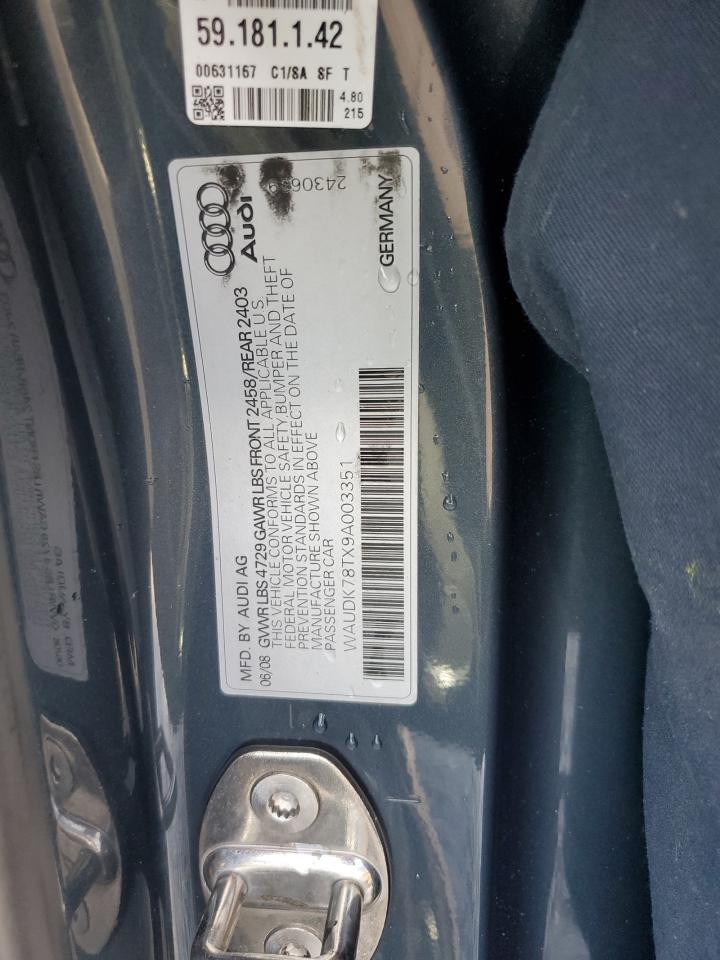 59.181.1.42
00631167 C1/SA SF T
4.80
215
Audi
MFD. BY AUDI AG
06/08 GVWR LBS 4729 GAWR LBS FRONT 2458/REAR 2403
THIS VEHICLE CONFORMS TO ALL APPLICABLE U S
FEDERAL MOTOR VEHICLE SAFETY BUMPER AND THEFT
PREVENTION STANDARDS IN EFFECT ON THE DATE OF
MANUFACTURE SHOWN ABOVE
PASSENGER CAR
WAUDK78TX9A003351
GERMANY